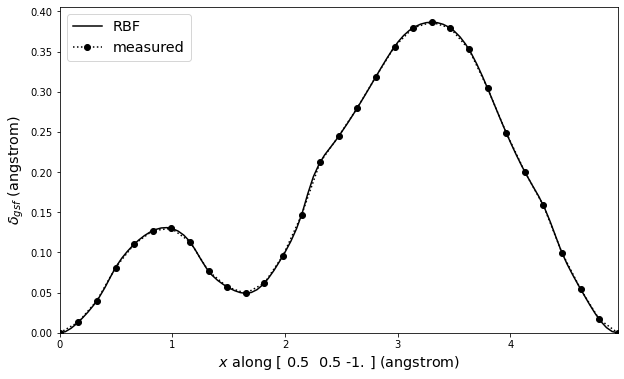 RBF
measured
0.40
0.35
0.30
0.25
0.20
0.15
0.10
0.05
0.00
δgsf (angstrom)
0 1 2 3 4
x along [ 0.5  0.5 -1. ] (angstrom)